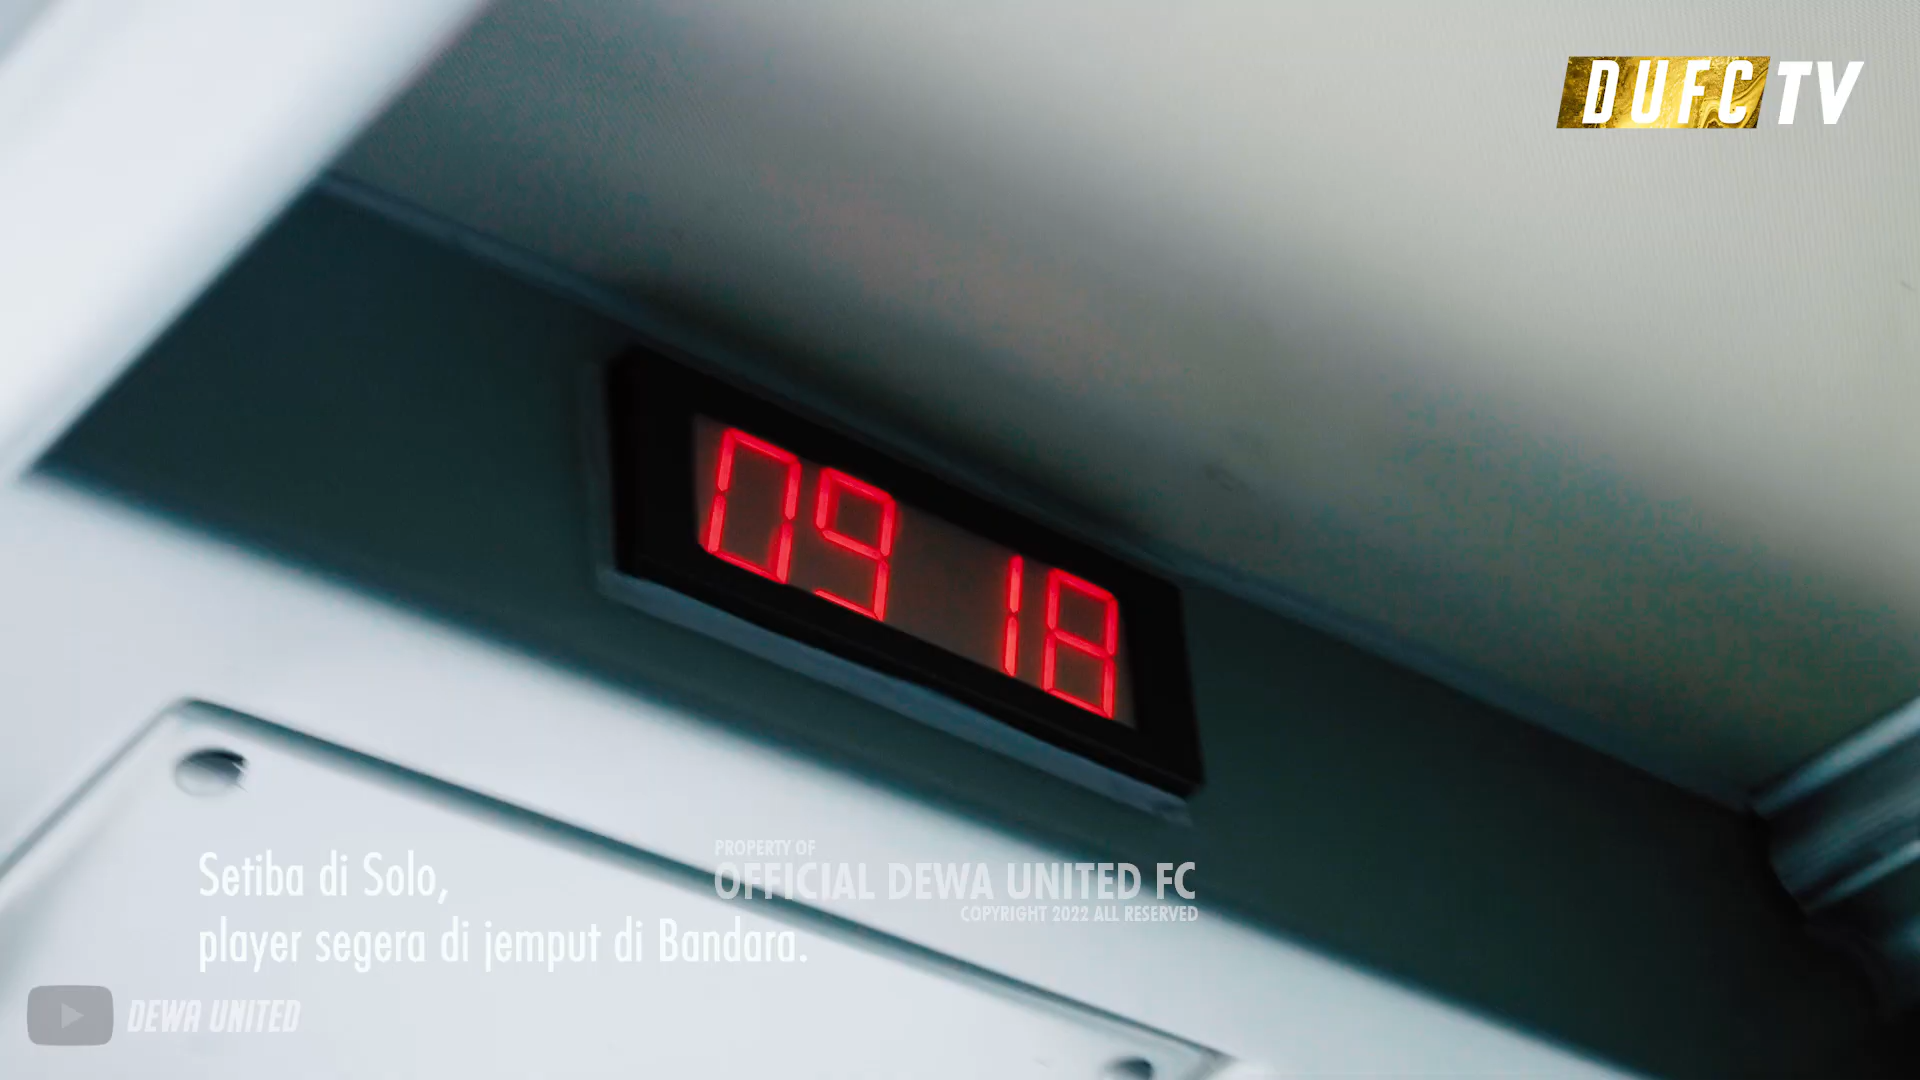 DUFC TV
09 18
Setiba di Solo,
player segera di jemput di Bandara.
PROPERTY OF
OFFICIAL DEWA UNITED FC
COPYRIGHT 2022 ALL RESERVED
DEWA UNITED